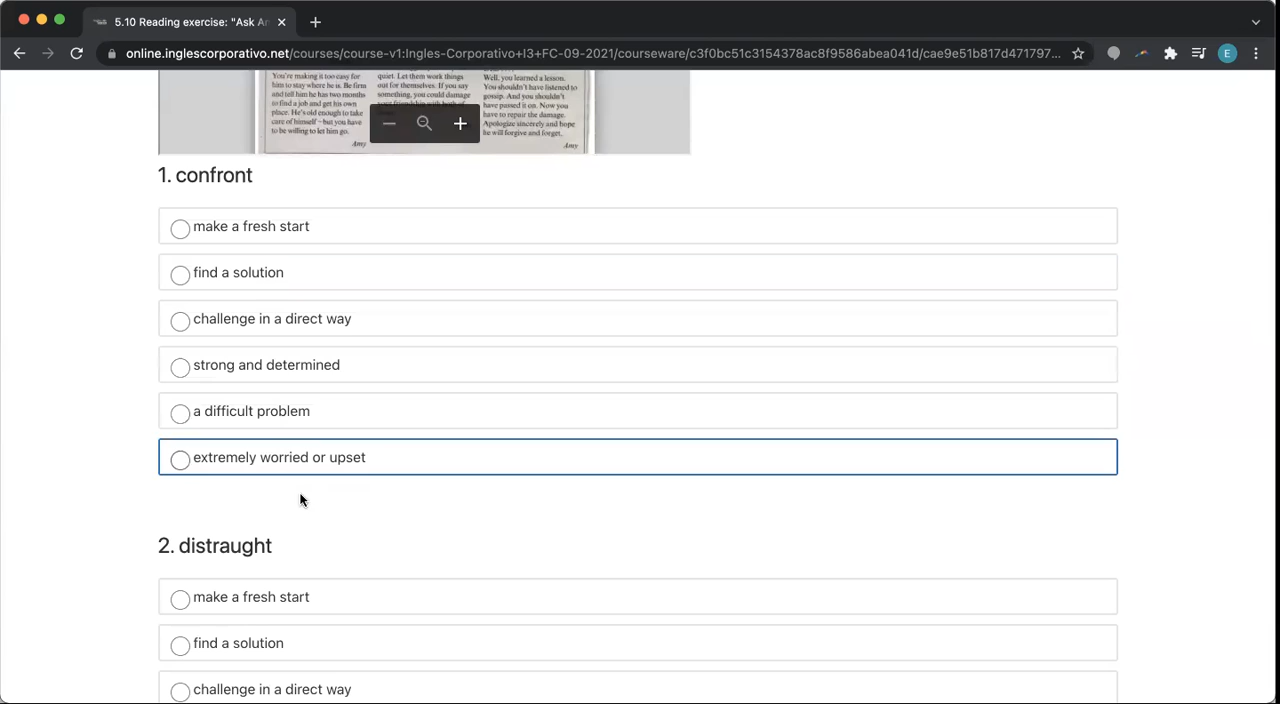 5.10 Reading exercise: "Ask An
online.inglescorporativo.net/courses/course-v1:Ingles-Corporativo+I3+FC-09-2021/courseware/c3f0bc51c3154378ac8f9586abea041d/cae9e51b817d471797...
E
You're making it too easy for
him to stay where he is. Be firm
and tell him he has two months
to find a job and get his own
place. He's old enough to take
care of himself – but you have
to be willing to let him go.
Amy
quiet. Let them work things
out for themselves. If you say
something, you could damage
your friendship with both of
Well, you learned a lesson.
You shouldn't have listened to
gossip. And you shouldn't
have passed it on. Now you
have to repair the damage.
Apologize sincerely and hope
he will forgive and forget.
Amy
1. confront
make a fresh start
find a solution
challenge in a direct way
strong and determined
a difficult problem
extremely worried or upset
2. distraught
make a fresh start
find a solution
challenge in a direct way